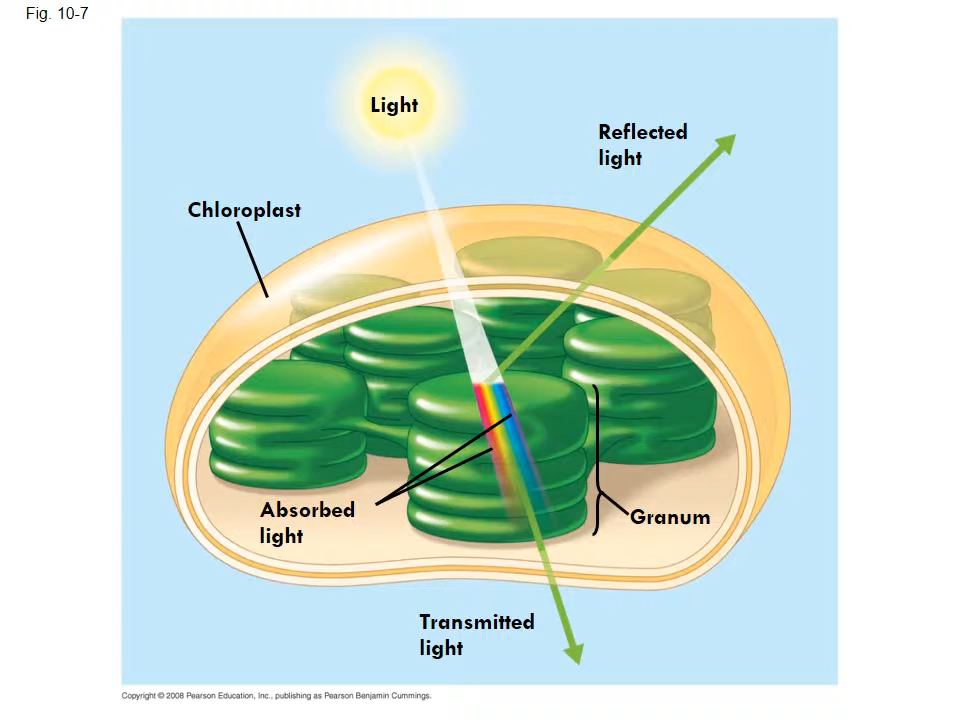 Fig. 10-7
Light
Reflected
light
Chloroplast
Absorbed
light
Granum
Transmitted
light
Copyright © 2008 Pearson Education, Inc., publishing as Pearson Benjamin Cummings.